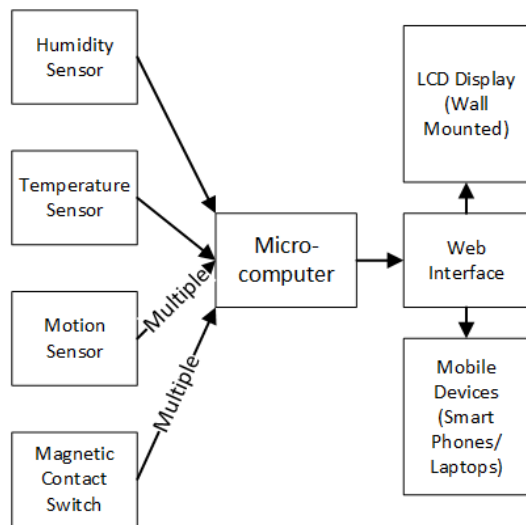 Humidity
Sensor
Temperature
Sensor
Motion
Sensor
Magnetic
Contact
Switch
Multiple
Multiple
Micro-
computer
Web
Interface
LCD Display
(Wall
Mounted)
Mobile
Devices
(Smart
Phones/
Laptops)